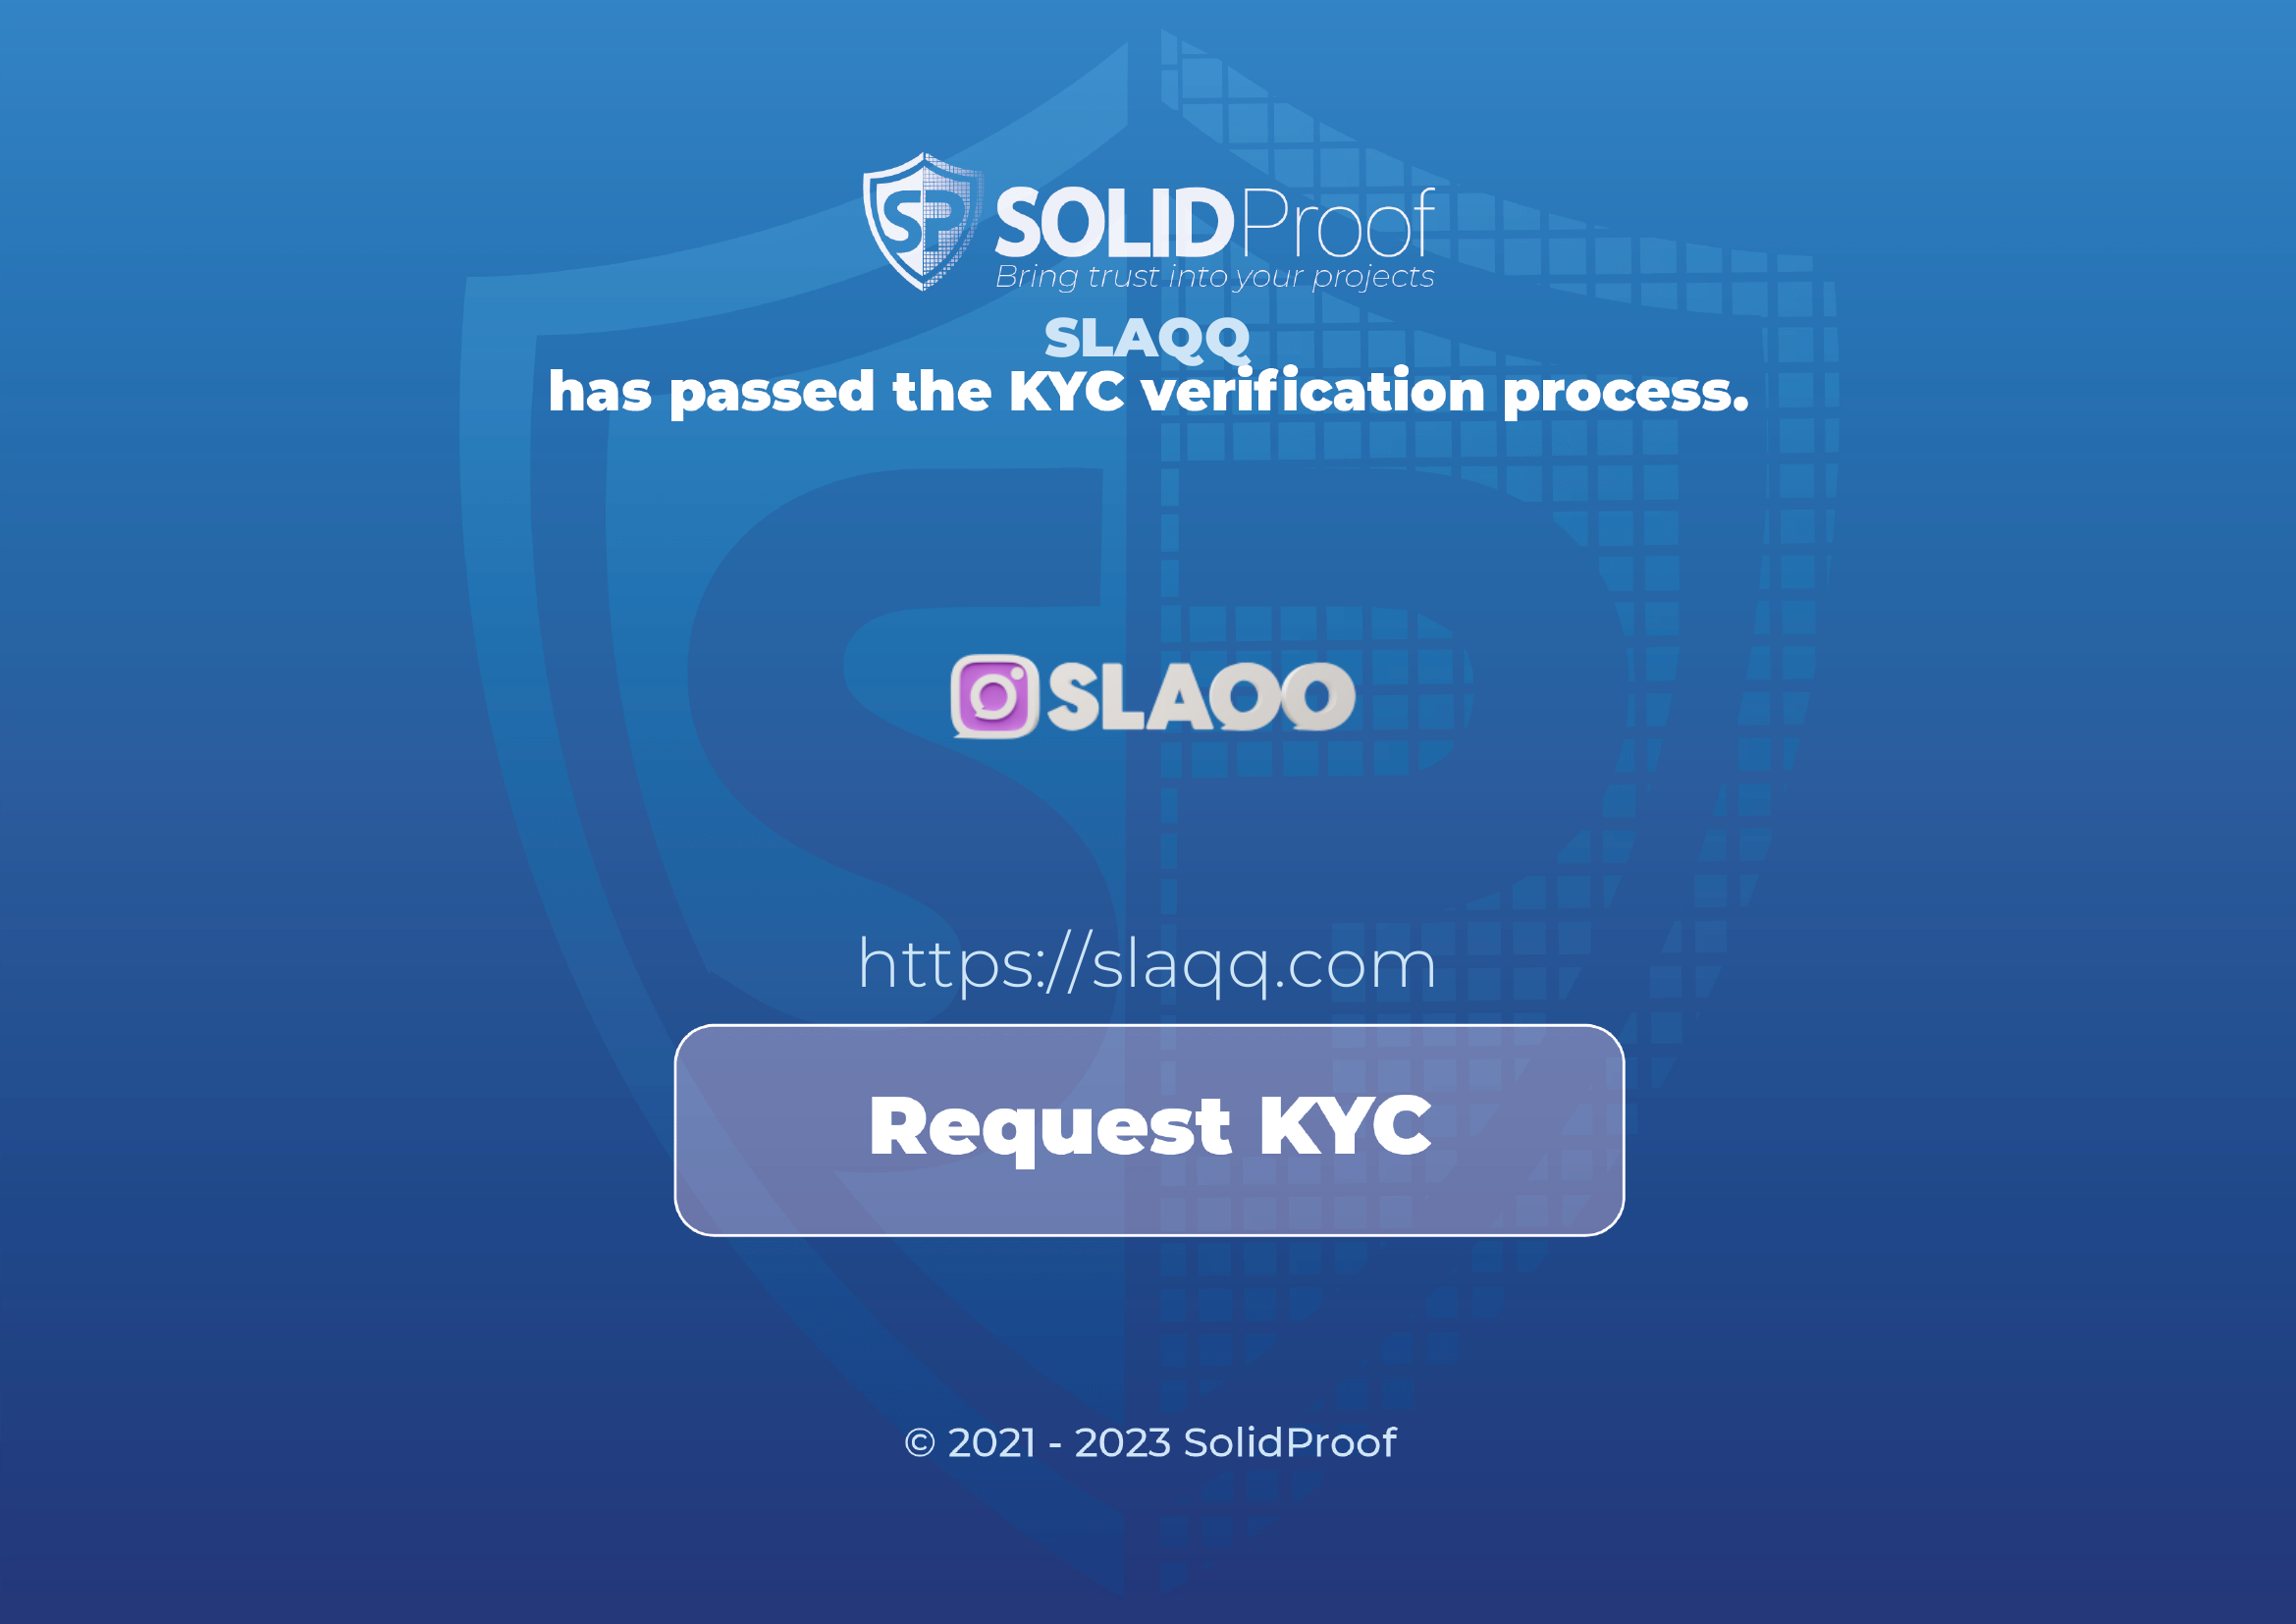 SP SOLIDProof
Bring trust into your projects
SLAQQ
has passed the KYC verification process.
SLAQQ
https://slaqq.com
Request KYC
© 2021 - 2023 SolidProof